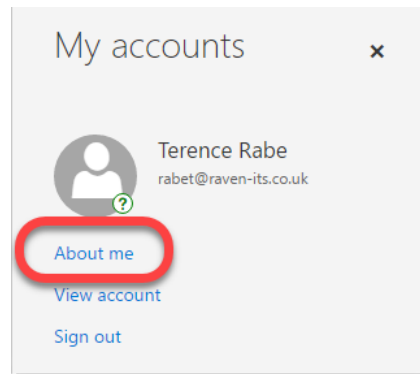 My accounts
×
Terence Rabe
rabet@raven-its.co.uk
?
About me
View account
Sign out